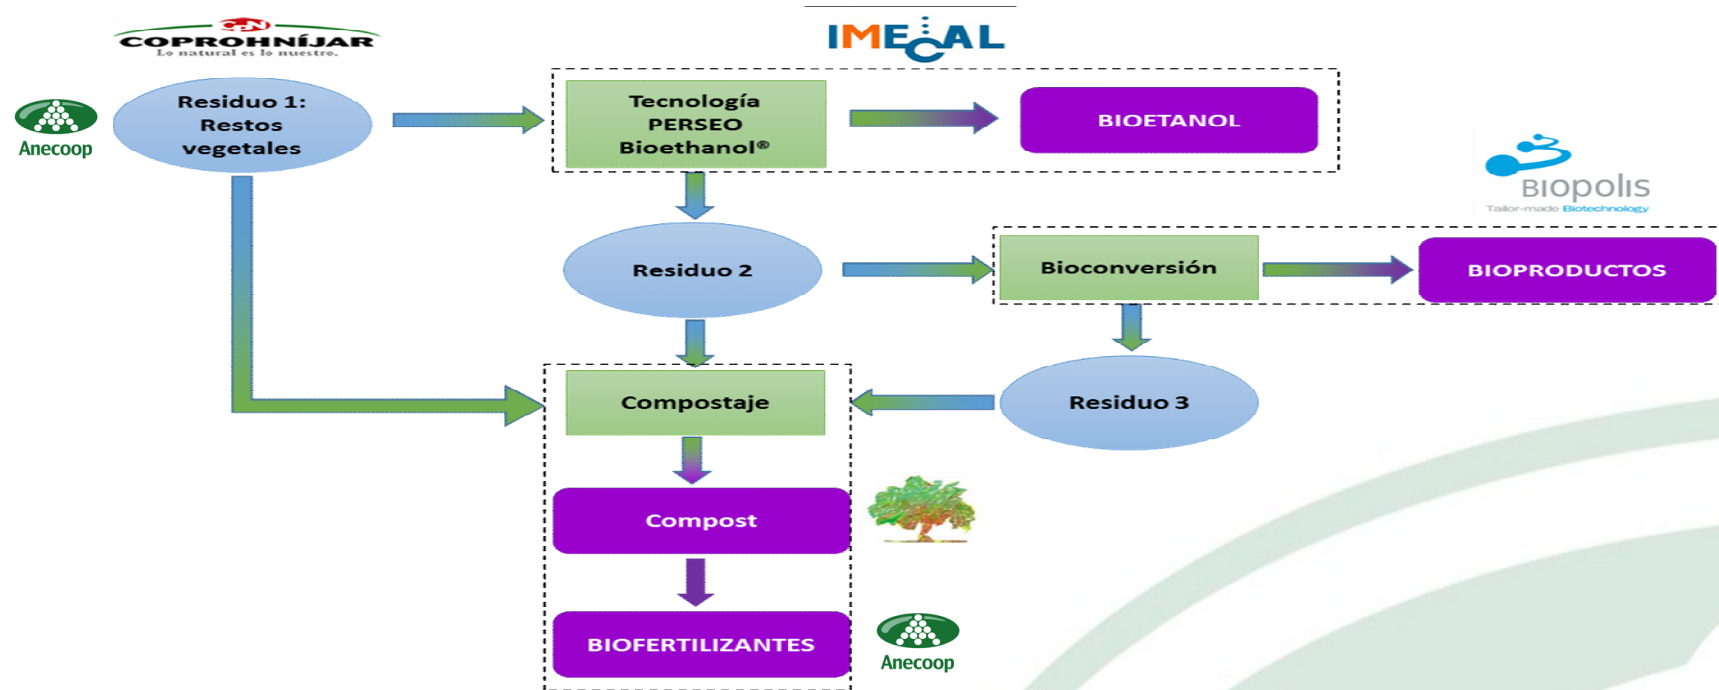 COPROHNÍJAR
Lo natural es lo nuestro.
IMECAL
Anecoop
Residuo 1:
Restos
vegetales
Tecnología
PERSEO
Bioethanol®
BIOETANOL
BIOPOLIS
Tailor-made Biotechnology
Residuo 2
Bioconversión
BIOPRODUCTOS
Compostaje
Residuo 3
Compost
BIOFERTILIZANTES
Anecoop